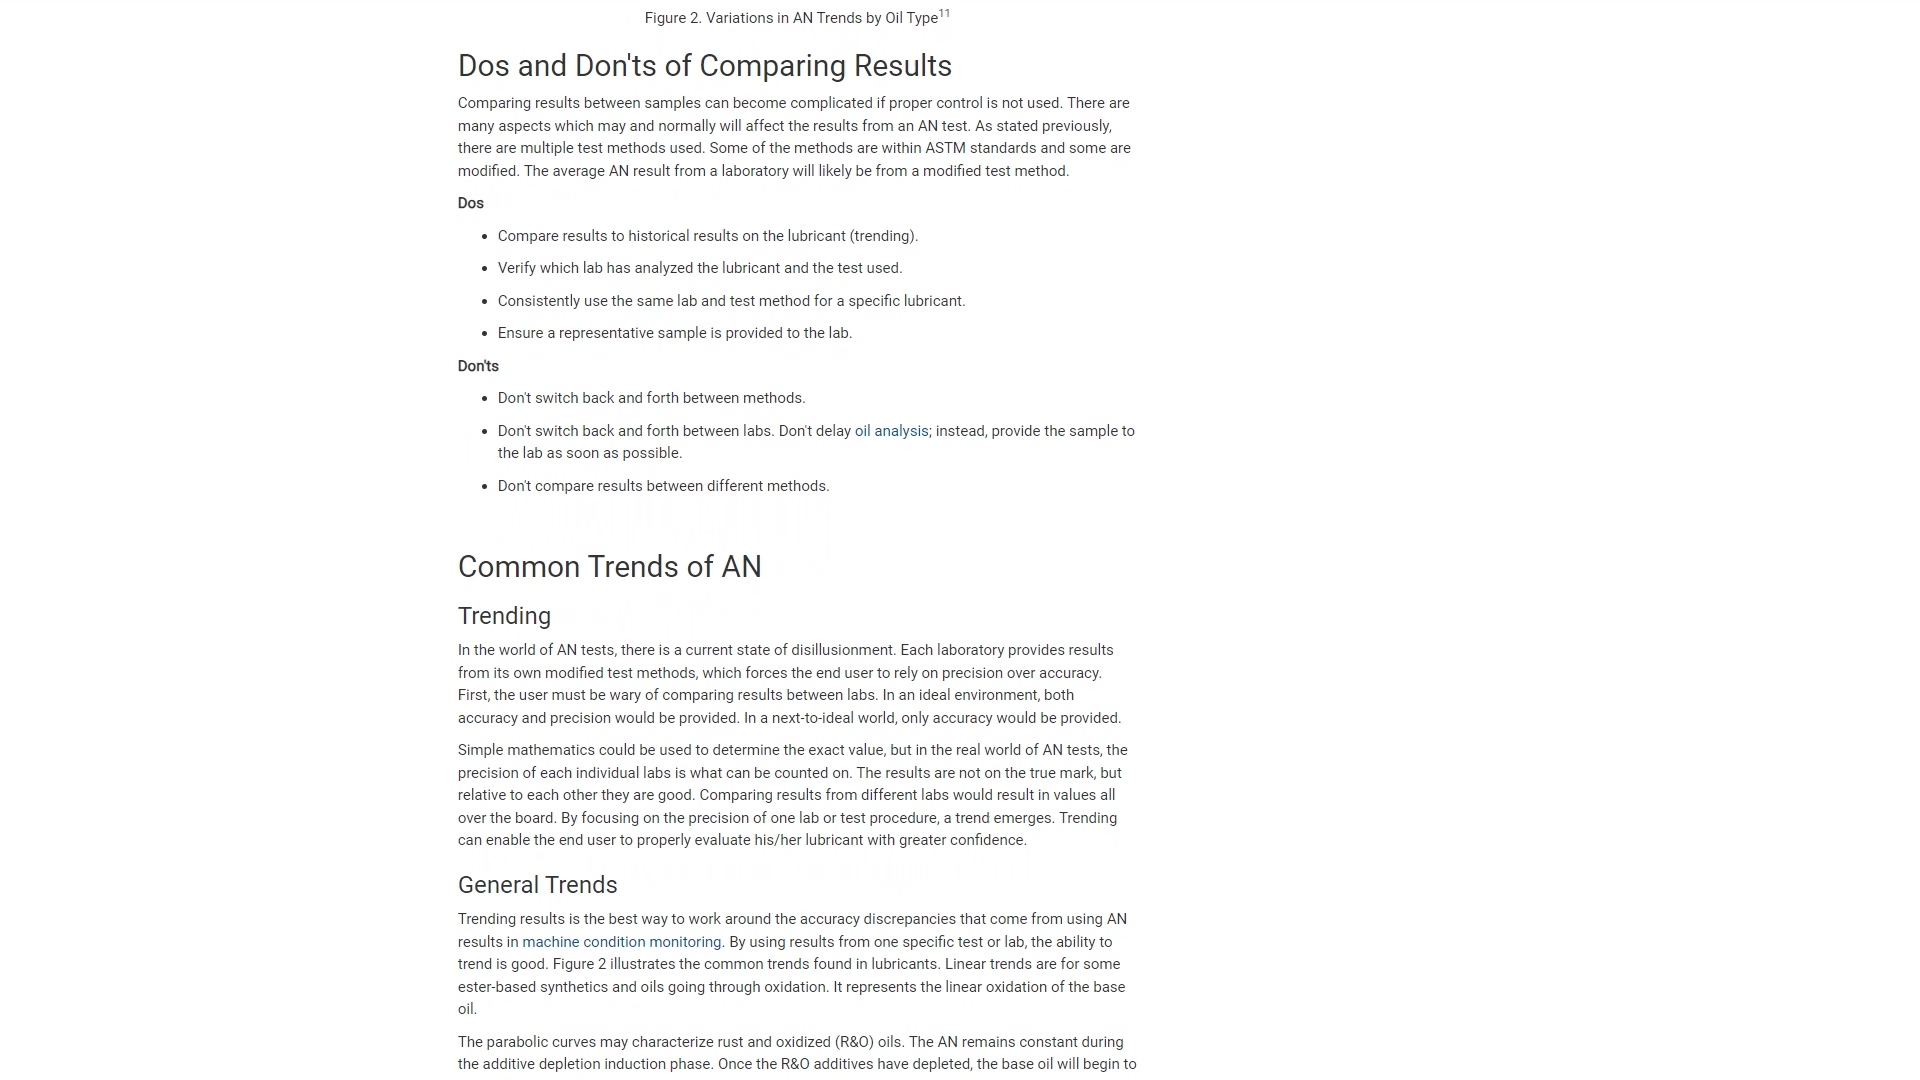 Figure 2. Variations in AN Trends by Oil Type11
Dos and Don'ts of Comparing Results
Comparing results between samples can become complicated if proper control is not used. There are
many aspects which may and normally will affect the results from an AN test. As stated previously,
there are multiple test methods used. Some of the methods are within ASTM standards and some are
modified. The average AN result from a laboratory will likely be from a modified test method.
Dos
• Compare results to historical results on the lubricant (trending).
• Verify which lab has analyzed the lubricant and the test used.
• Consistently use the same lab and test method for a specific lubricant.
• Ensure a representative sample is provided to the lab.
Don'ts
• Don't switch back and forth between methods.
• Don't switch back and forth between labs. Don't delay oil analysis; instead, provide the sample to
the lab as soon as possible.
• Don't compare results between different methods.
Common Trends of AN
Trending
In the world of AN tests, there is a current state of disillusionment. Each laboratory provides results
from its own modified test methods, which forces the end user to rely on precision over accuracy.
First, the user must be wary of comparing results between labs. In an ideal environment, both
accuracy and precision would be provided. In a next-to-ideal world, only accuracy would be provided.
Simple mathematics could be used to determine the exact value, but in the real world of AN tests, the
precision of each individual labs is what can be counted on. The results are not on the true mark, but
relative to each other they are good. Comparing results from different labs would result in values all
over the board. By focusing on the precision of one lab or test procedure, a trend emerges. Trending
can enable the end user to properly evaluate his/her lubricant with greater confidence.
General Trends
Trending results is the best way to work around the accuracy discrepancies that come from using AN
results in machine condition monitoring. By using results from one specific test or lab, the ability to
trend is good. Figure 2 illustrates the common trends found in lubricants. Linear trends are for some
ester-based synthetics and oils going through oxidation. It represents the linear oxidation of the base
oil.
The parabolic curves may characterize rust and oxidized (R&O) oils. The AN remains constant during
the additive depletion induction phase. Once the R&O additives have depleted, the base oil will begin to